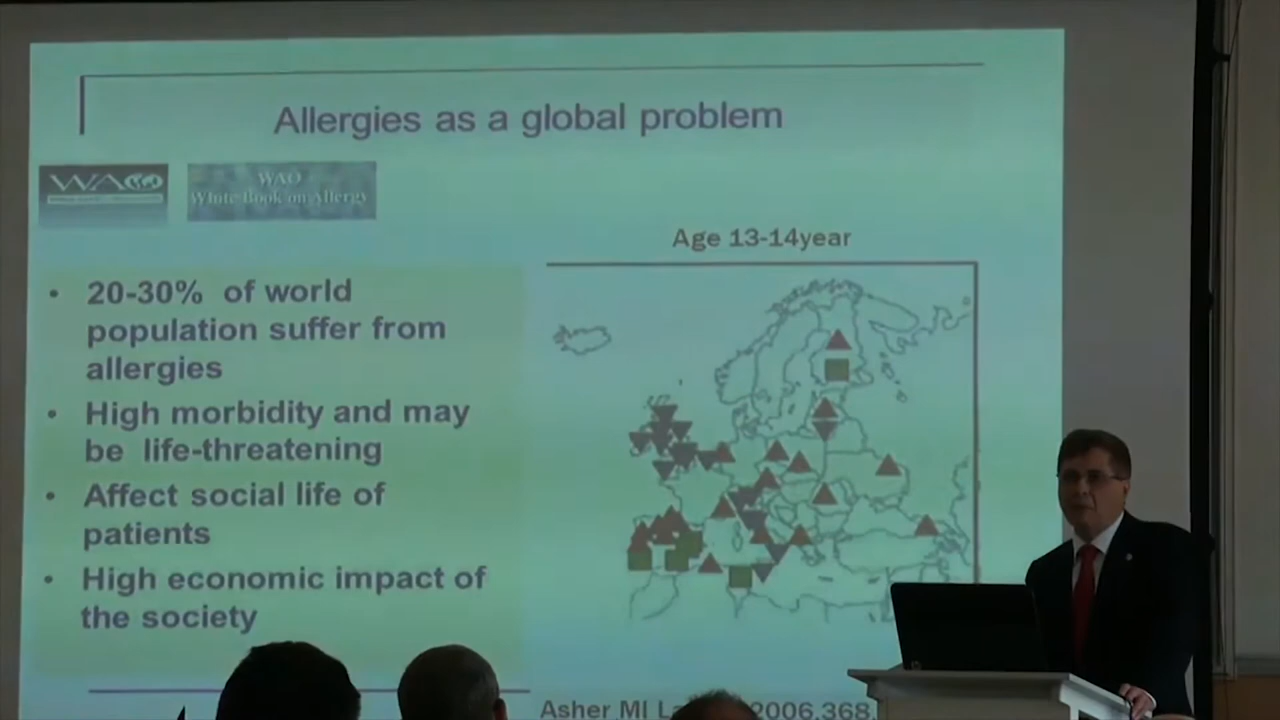 Allergies as a global problem
WAO
WAO
White Book on Allergy
Age 13-14year
• 20-30% of world
population suffer from
allergies
• High morbidity and may
be life-threatening
• Affect social life of
patients
• High economic impact of
the society
Asher MI 2006,368,